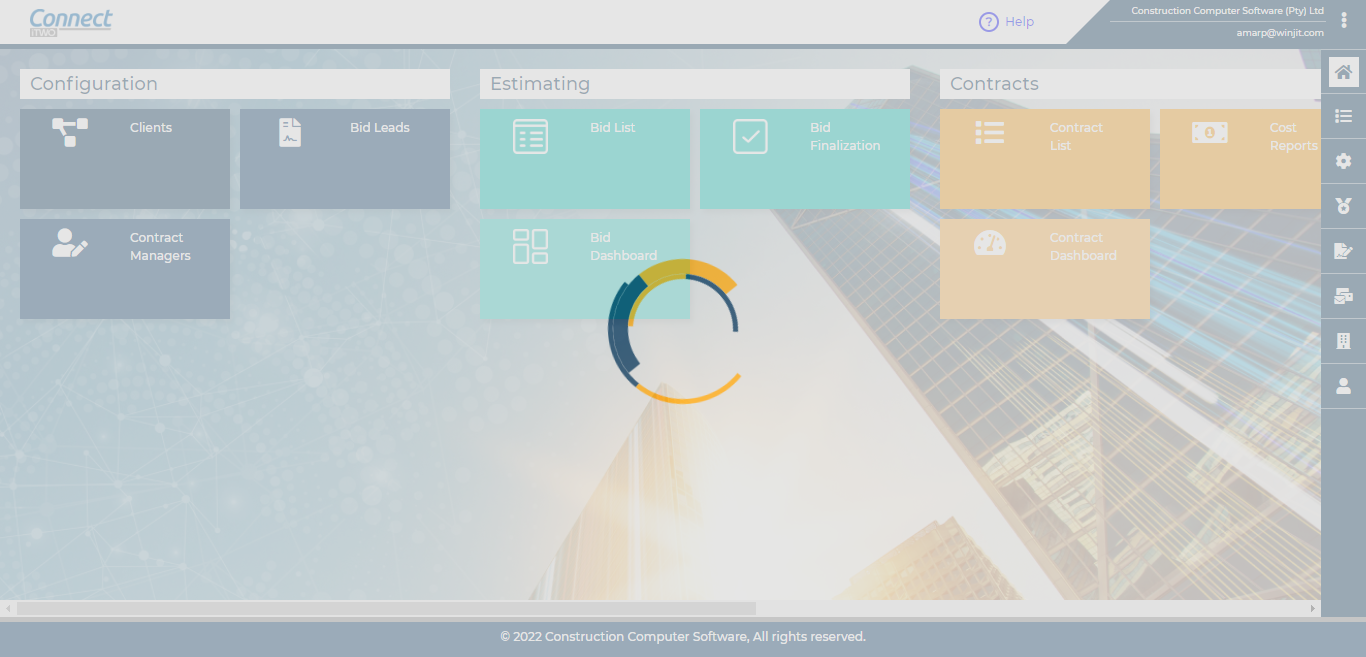 Connect
iTWO
? Help
Construction Computer Software (Pty) Ltd
amarp@winjit.com
Configuration
Clients
Bid Leads
Contract
Managers
Estimating
Bid List
Bid
Finalization
Bid
Dashboard
Contracts
Contract
List
1
Cost
Reports
Contract
Dashboard
© 2022 Construction Computer Software, All rights reserved.